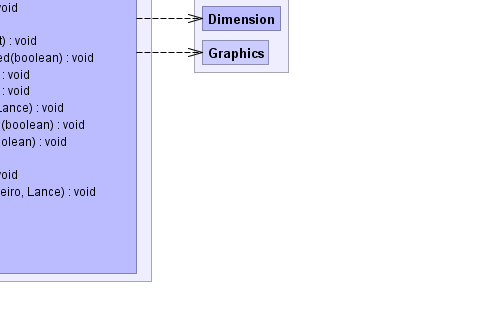 void
Dimension
t) : void
Graphics
ed(boolean) : void
: void
: void
Lance) : void
(boolean) : void
olean) : void
void
eiro, Lance) : void